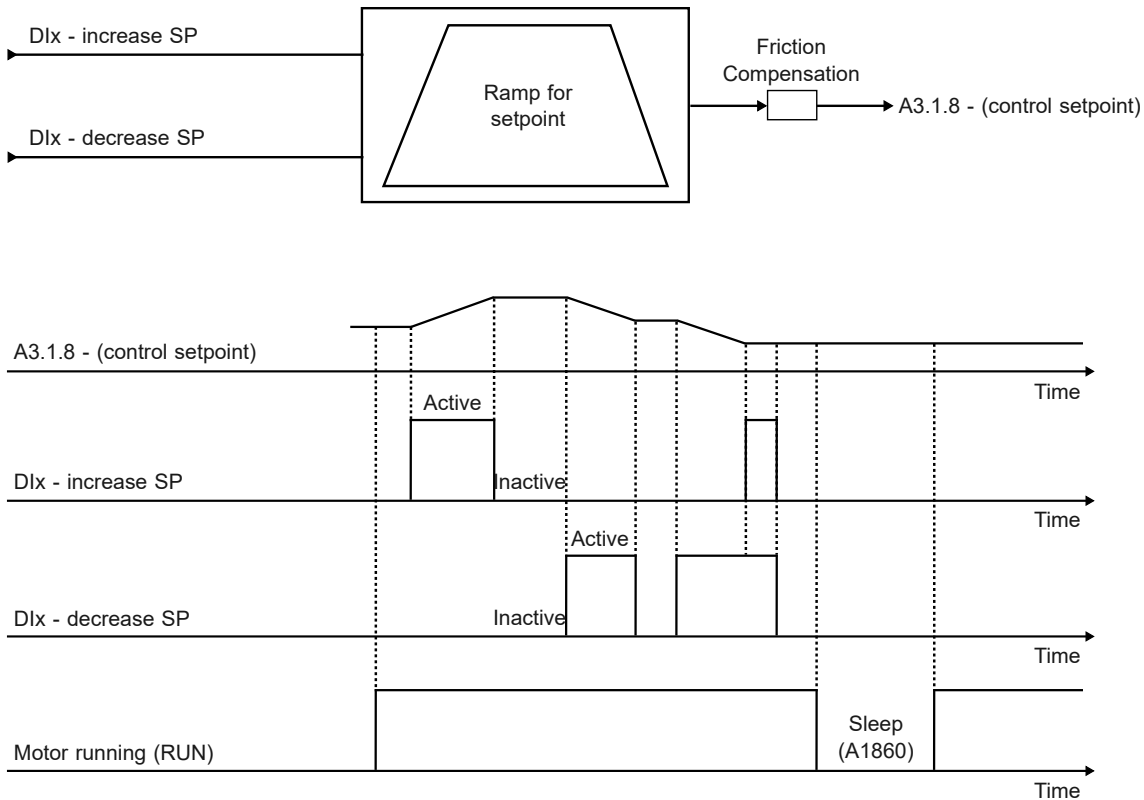 DIx - increase SP
DIx - decrease SP
Ramp for
setpoint
Friction
Compensation
A3.1.8 - (control setpoint)
A3.1.8 - (control setpoint)
Time
Active
DIx - increase SP
Inactive
Time
Active
DIx - decrease SP
Inactive
Time
Motor running (RUN)
Sleep
(A1860)
Time